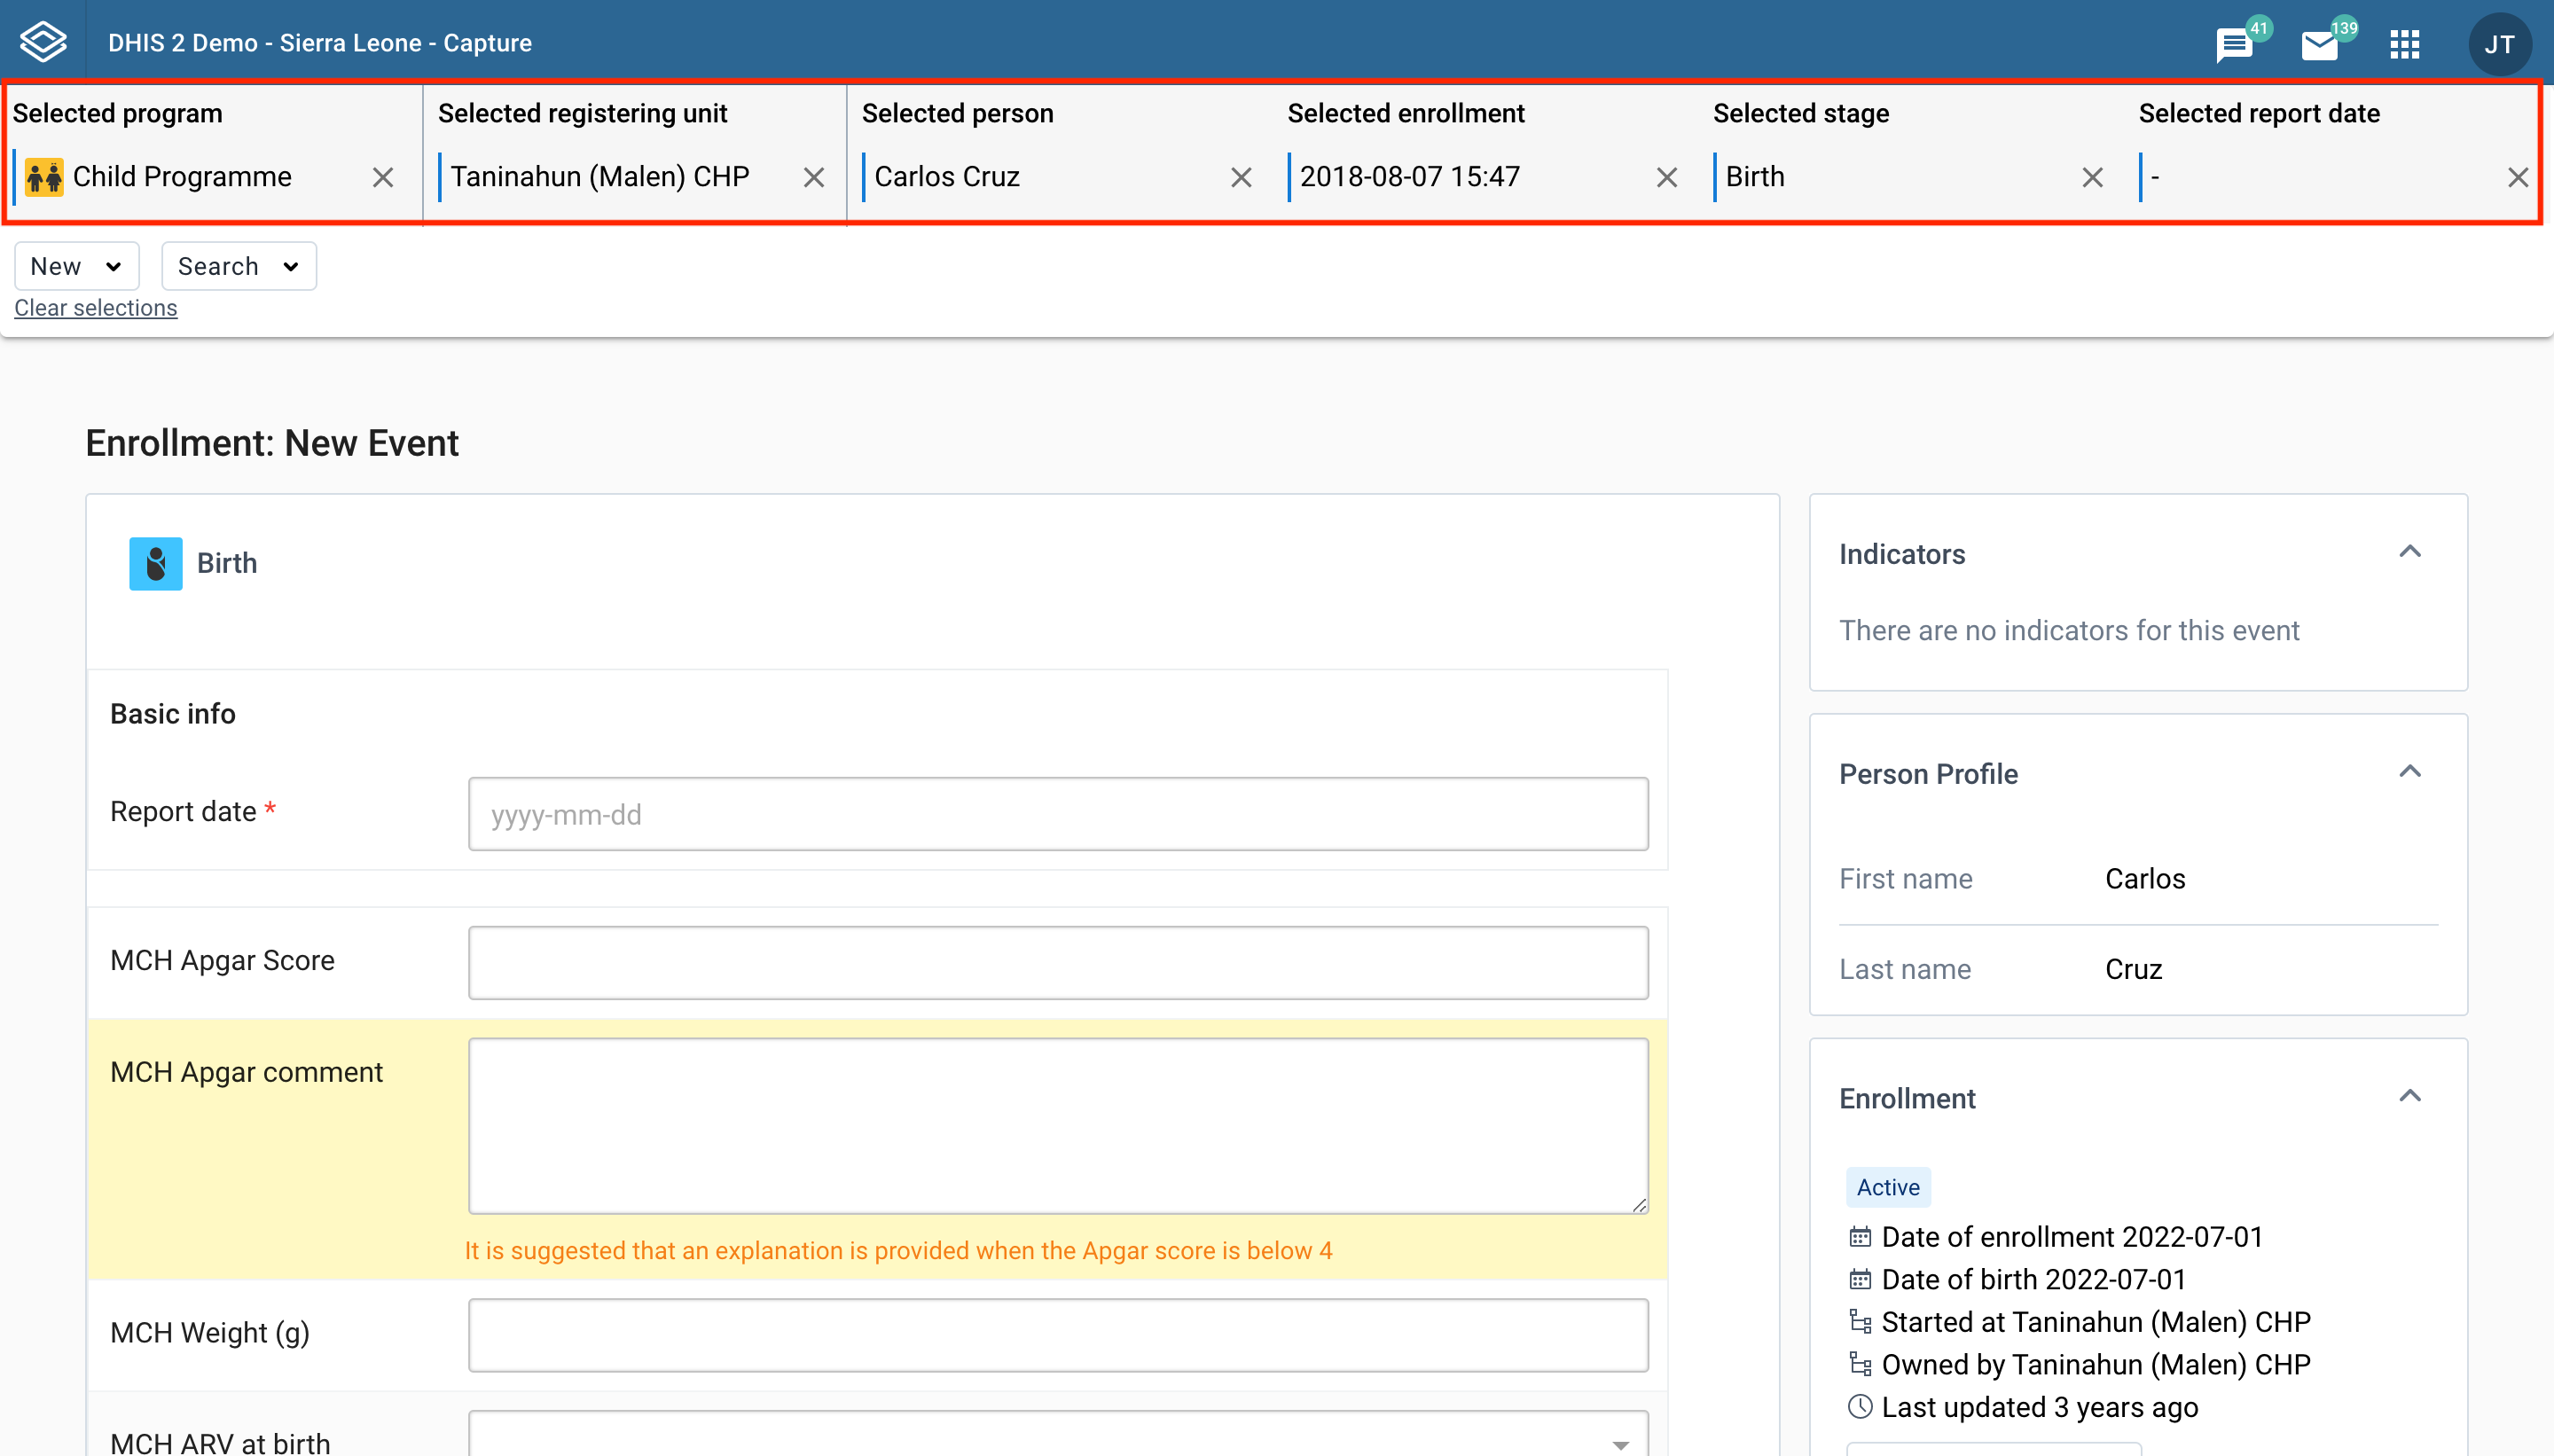 DHIS 2 Demo - Sierra Leone - Capture
41
139
JT
Selected program
Selected registering unit
Selected person
Selected enrollment
Selected stage
Selected report date
Child Programme
Taninahun (Malen) CHP
Carlos Cruz
2018-08-07 15:47
Birth
-
New
Search
Clear selections
Enrollment: New Event
Birth
Basic info
Report date *
yyyy-mm-dd
MCH Apgar Score
MCH Apgar comment
It is suggested that an explanation is provided when the Apgar score is below 4
MCH Weight (g)
MCH ARV at birth
Indicators
There are no indicators for this event
Person Profile
First name Carlos
Last name Cruz
Enrollment
Active
Date of enrollment 2022-07-01
Date of birth 2022-07-01
Started at Taninahun (Malen) CHP
Owned by Taninahun (Malen) CHP
Last updated 3 years ago